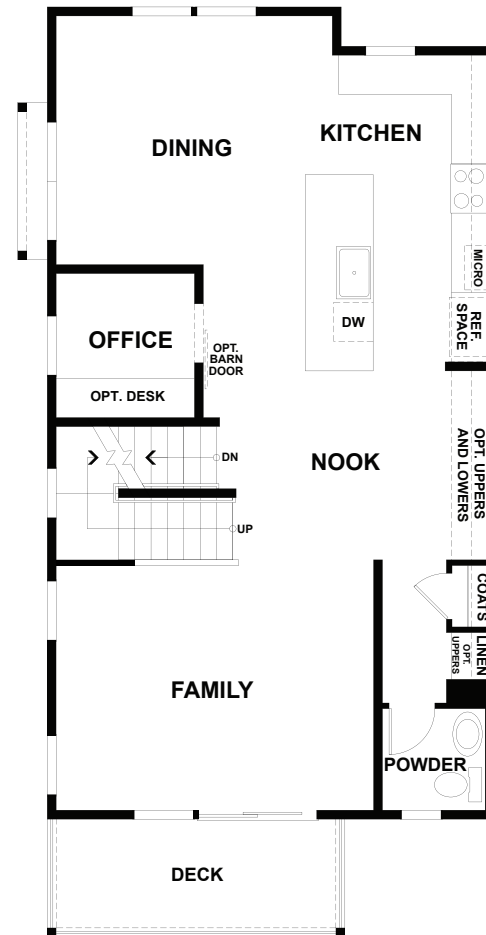 KITCHEN
DINING
MICRO
REF.
SPACE
DW
OFFICE
OPT.
BARN
DOOR
OPT. DESK
OPT. UPPERS
AND LOWERS
DN
NOOK
UP
COATS
LINEN
OPT.
UPPERS
FAMILY
POWDER
DECK